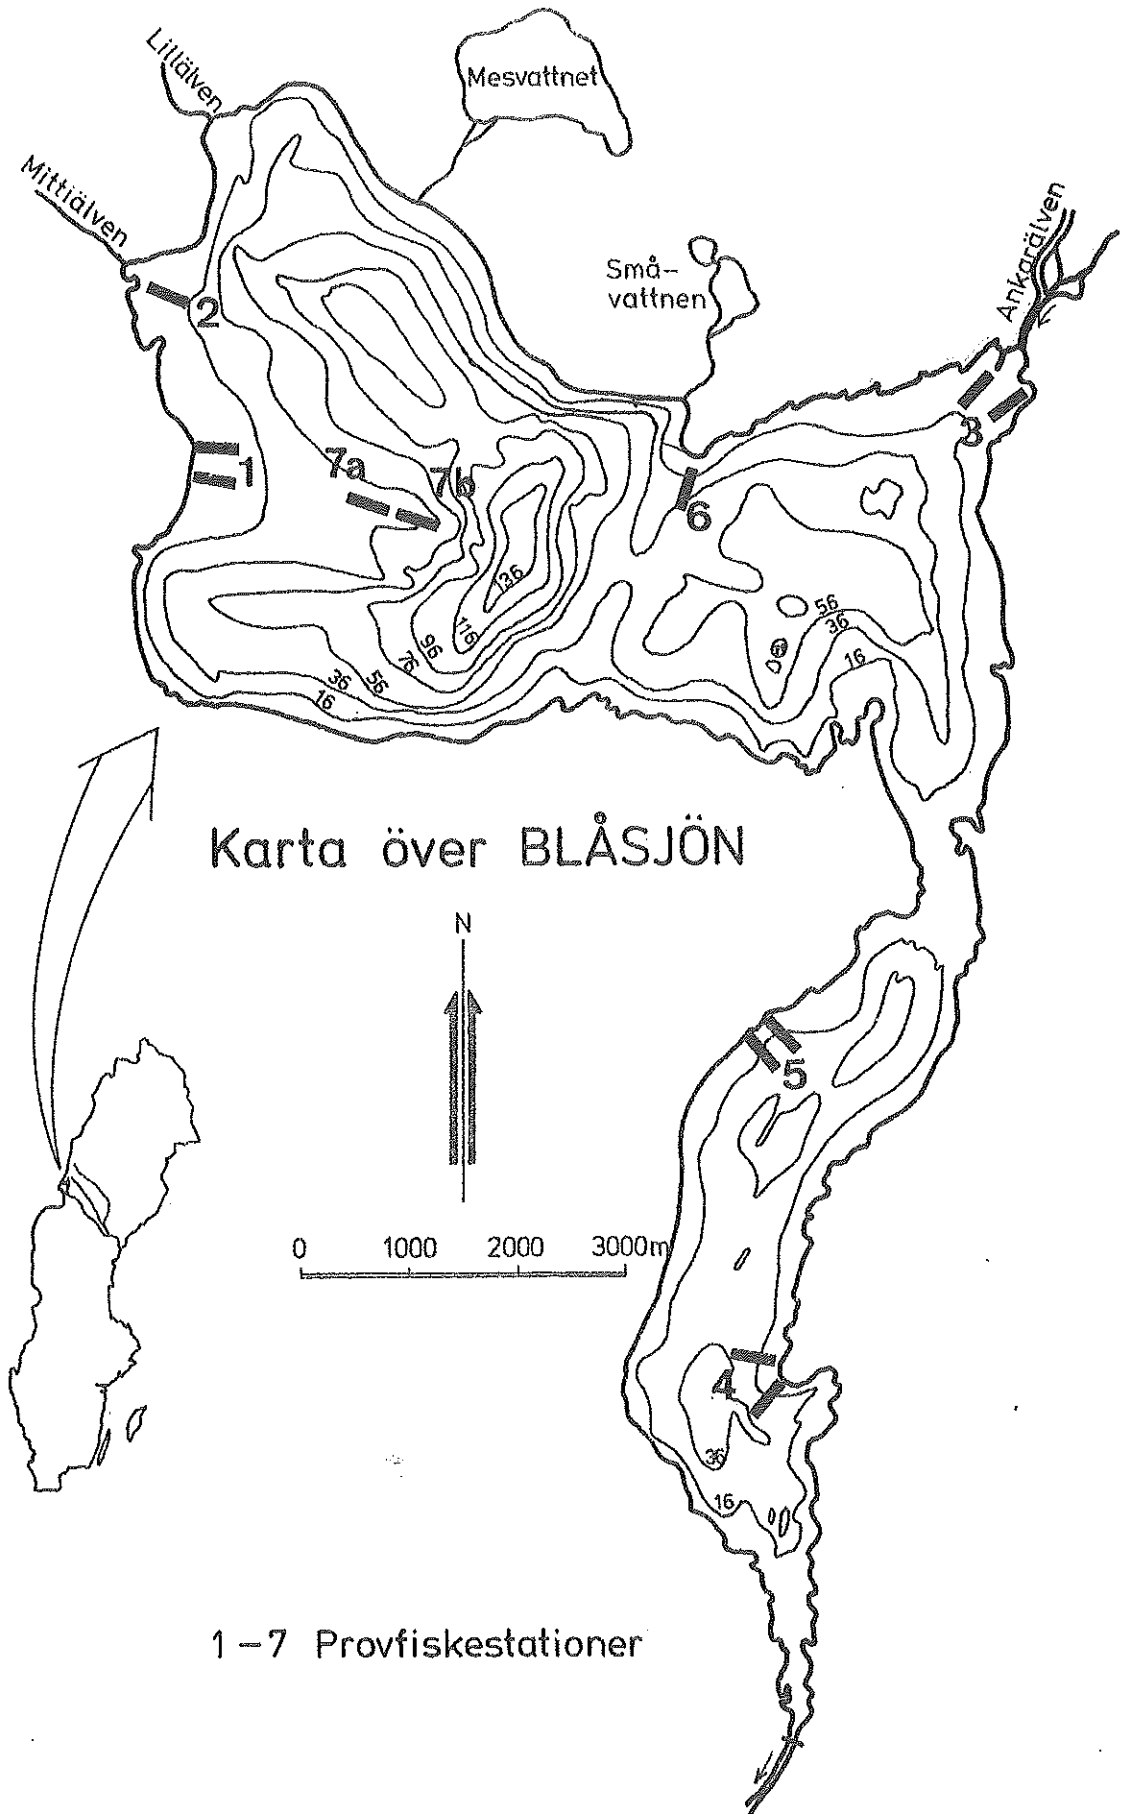 Lillälven
Mesvattnet
Mittiälven
Små-
vattnen
Ankarälven
2
3
1
7a
7b
6
136
116
96
76
56
36
16
56
36
16
Karta över BLÅSJÖN
N
5
0 1000 2000 3000m
4
36
16
1-7 Provfiskestationer